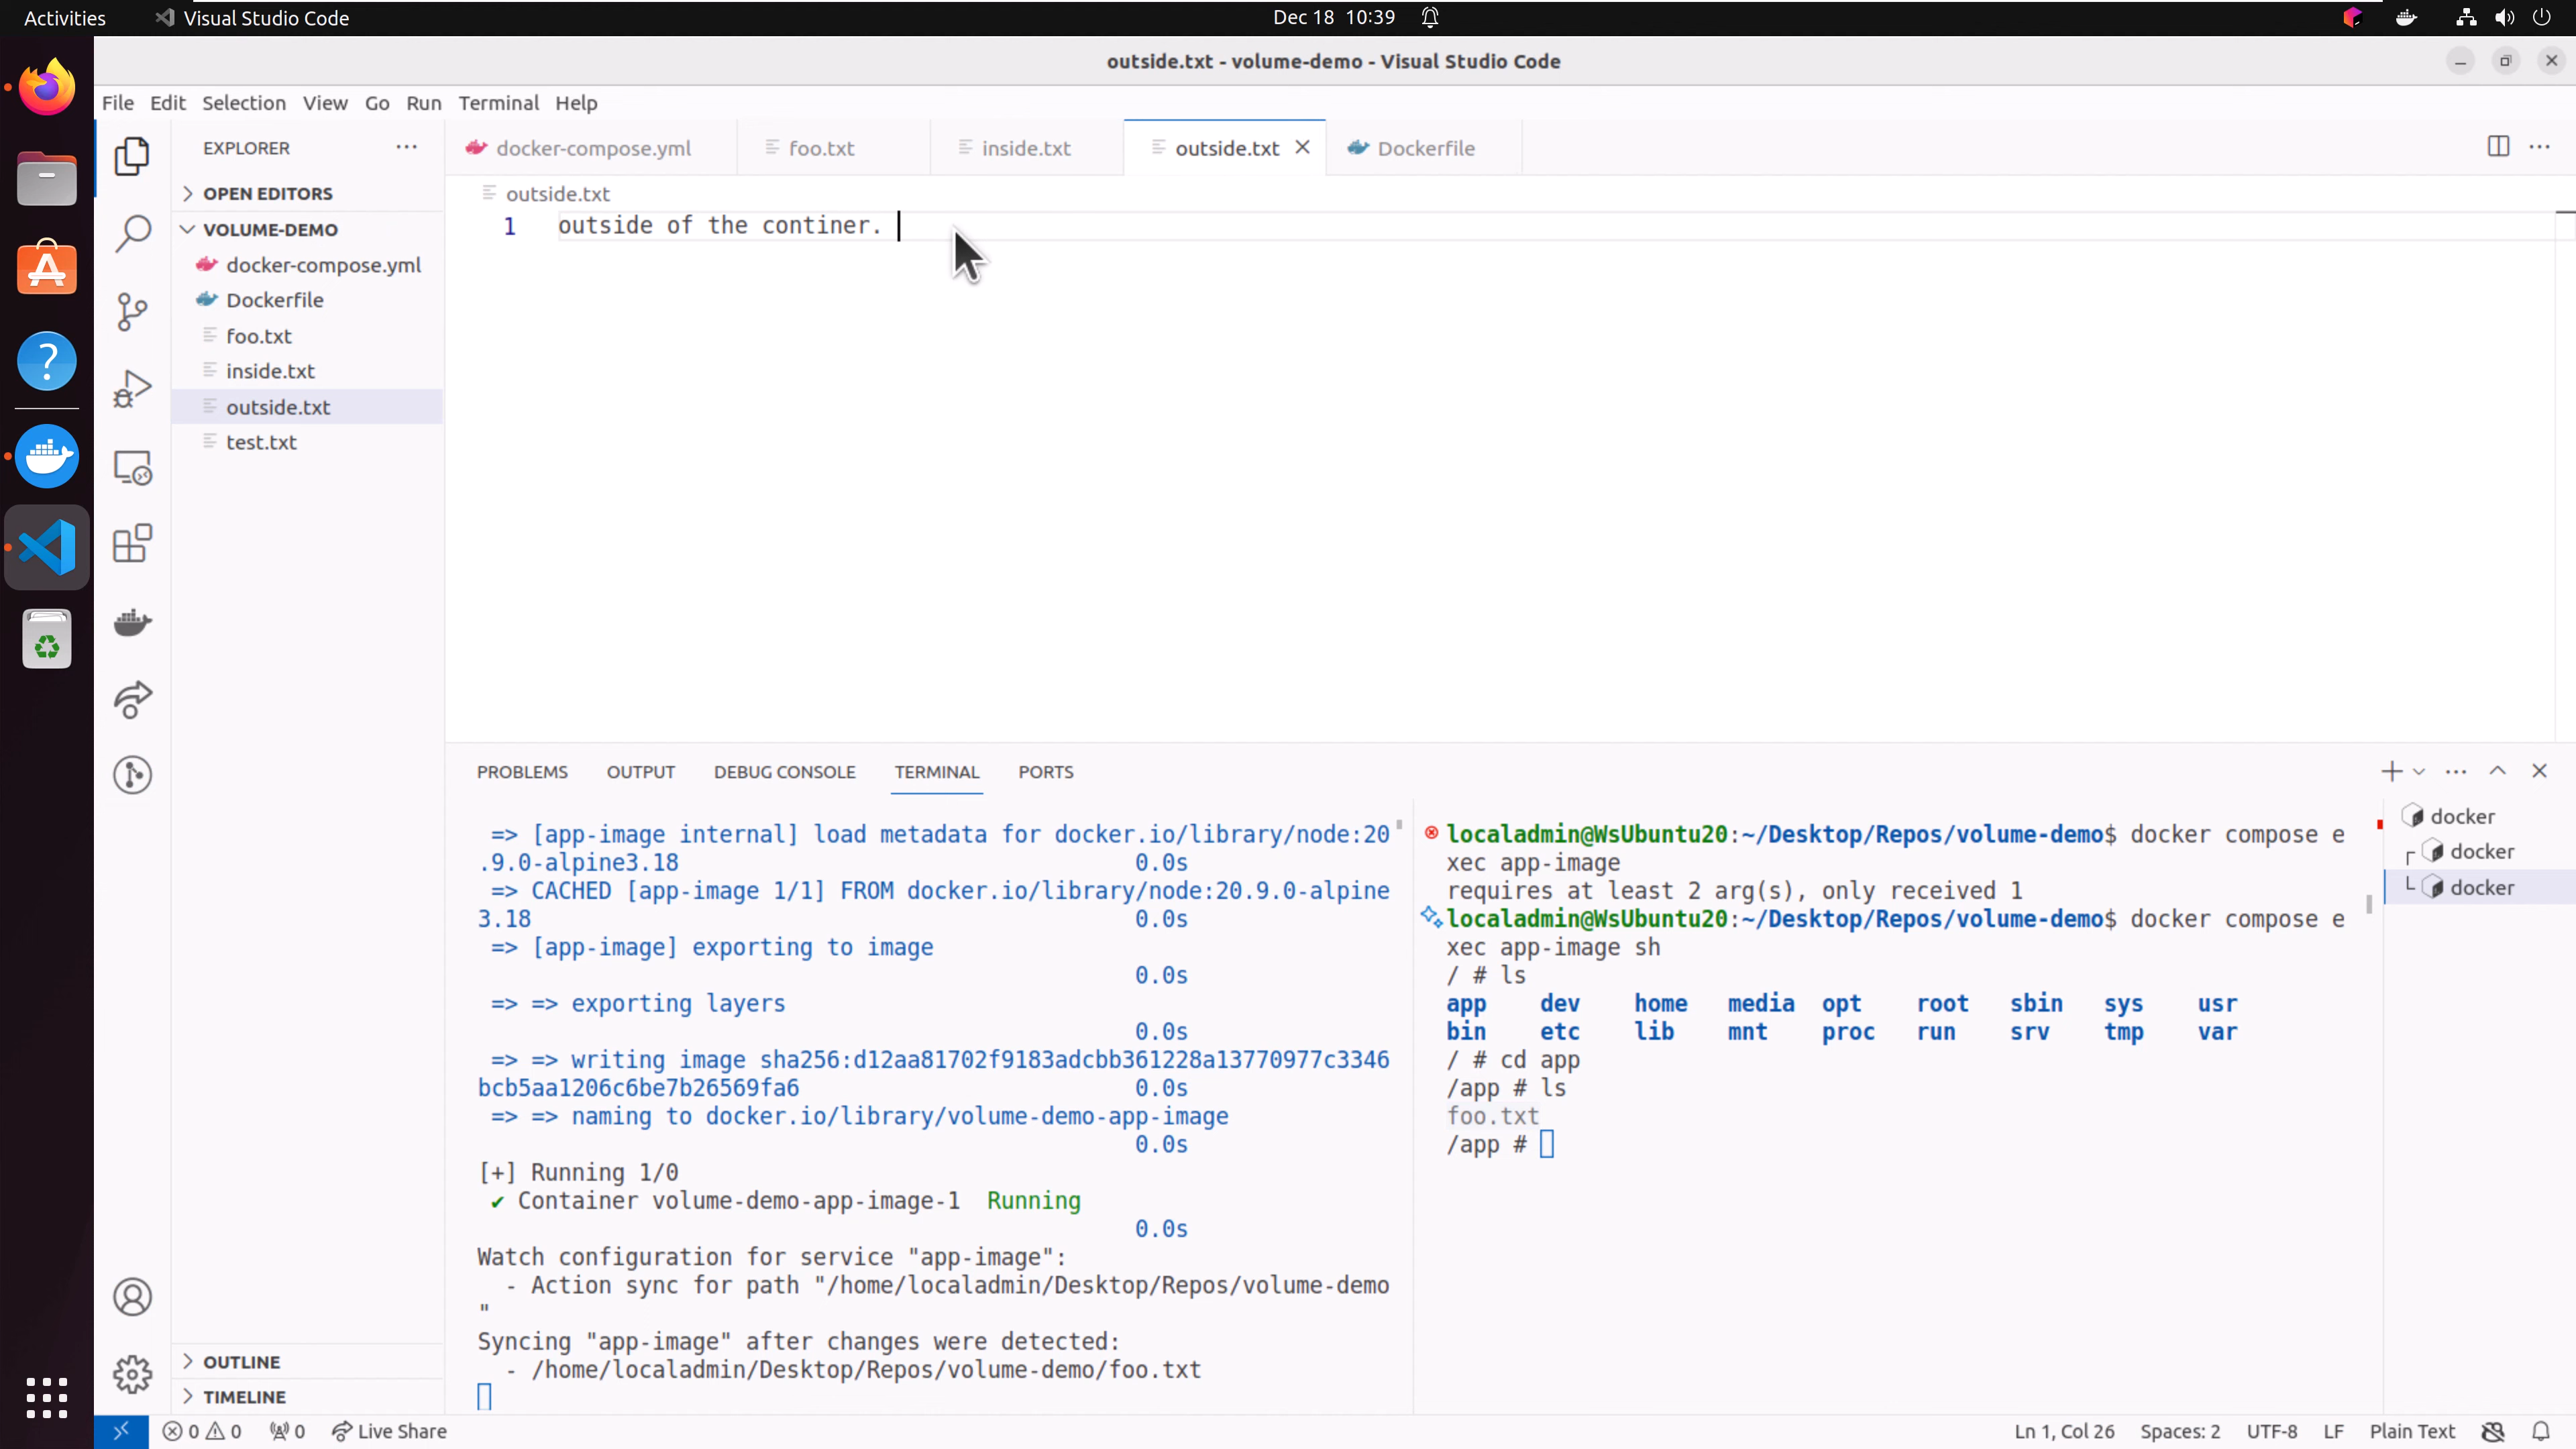 Activities
Visual Studio Code
Dec 18 10:39
outside.txt - volume-demo - Visual Studio Code
File Edit Selection View Go Run Terminal Help
EXPLORER
docker-compose.yml
foo.txt
inside.txt
outside.txt
Dockerfile
OPEN EDITORS
VOLUME-DEMO
docker-compose.yml
Dockerfile
foo.txt
inside.txt
outside.txt
test.txt
OUTLINE
TIMELINE
outside.txt
1 outside of the continer.
PROBLEMS OUTPUT DEBUG CONSOLE TERMINAL PORTS
=> [app-image internal] load metadata for docker.io/library/node:20
.9.0-alpine3.18 0.0s
=> CACHED [app-image 1/1] FROM docker.io/library/node:20.9.0-alpine
3.18 0.0s
=> [app-image] exporting to image
0.0s
=> => exporting layers
0.0s
=> => writing image sha256:d12aa81702f9183adcbb361228a13770977c3346
bcb5aa1206c6be7b26569fa6 0.0s
=> => naming to docker.io/library/volume-demo-app-image
0.0s
[+] Running 1/0
✔ Container volume-demo-app-image-1 Running
0.0s
Watch configuration for service "app-image":
- Action sync for path "/home/localadmin/Desktop/Repos/volume-demo
"
Syncing "app-image" after changes were detected:
- /home/localadmin/Desktop/Repos/volume-demo/foo.txt
localadmin@WsUbuntu20:~/Desktop/Repos/volume-demo$ docker compose e
xec app-image
requires at least 2 arg(s), only received 1
localadmin@WsUbuntu20:~/Desktop/Repos/volume-demo$ docker compose e
xec app-image sh
/ # ls
app dev home media opt root sbin sys usr
bin etc lib mnt proc run srv tmp var
/ # cd app
/app # ls
foo.txt
/app #
docker
docker
docker
0 0 0 Live Share
Ln 1, Col 26 Spaces: 2 UTF-8 LF Plain Text